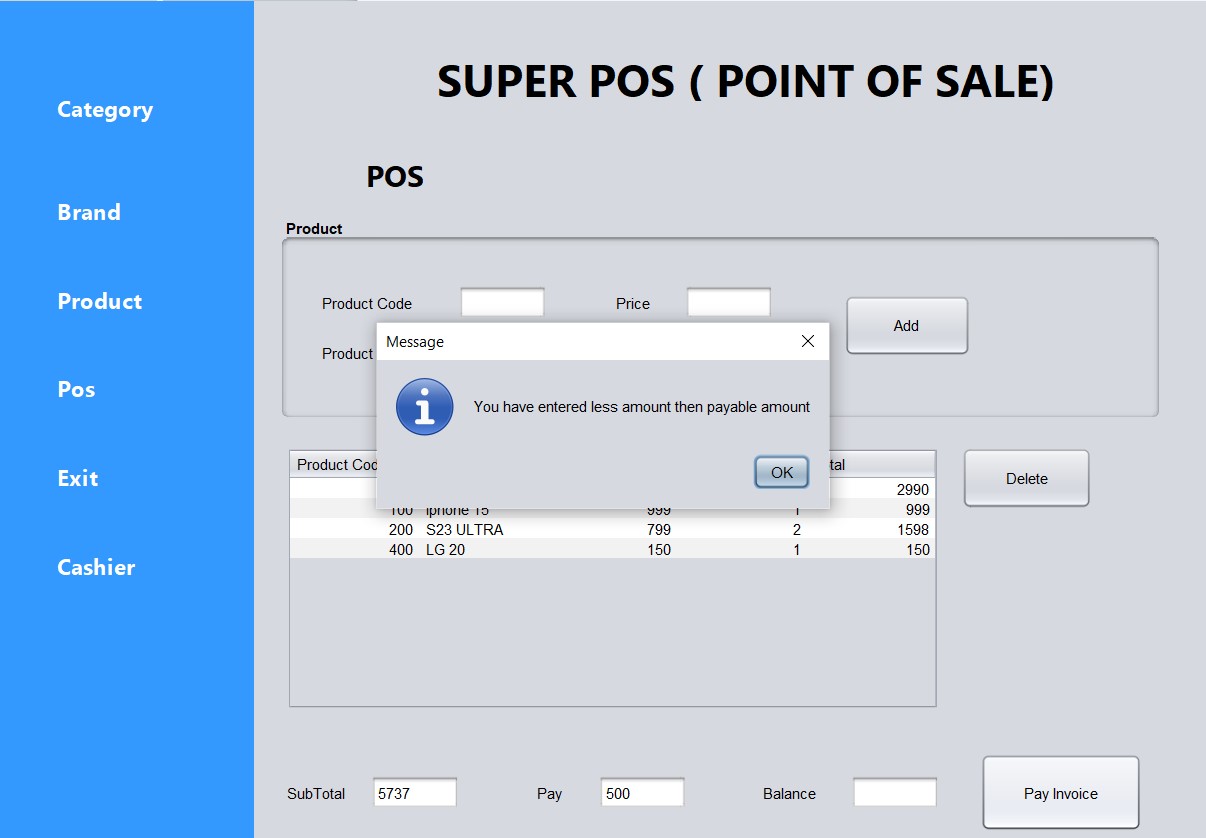 SUPER POS ( POINT OF SALE)
Category
POS
Brand
Product
Product
Product Code Price
Add
Message
Product
Pos
You have entered less amount then payable amount
OK
Product Cod tal
Delete
Exit
2990
100 Iphone 15 999 1 999
200 S23 ULTRA 799 2 1598
400 LG 20 150 1 150
Cashier
SubTotal 5737 Pay 500 Balance
Pay Invoice